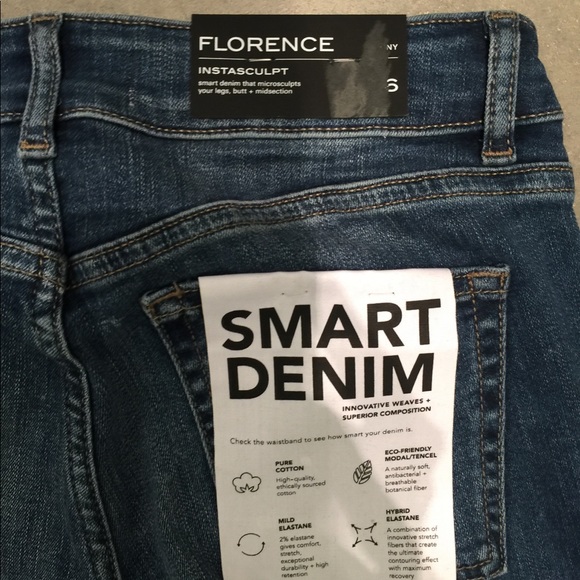 FLORENCE
NY
INSTASCULPT
smart denim that microsculpts
your legs, butt + midsection
6
SMART
DENIM
INNOVATIVE WEAVES +
SUPERIOR COMPOSITION
Check the waistband to see how smart your denim is.
PURE
COTTON
High-quality,
ethically sourced
cotton
ECO-FRIENDLY
MODAL/TENCEL
A naturally soft,
antibacterial +
breathable
botanical fiber
MILD
ELASTANE
2% elastane
gives comfort,
stretch,
exceptional
durability + high
retention
HYBRID
ELASTANE
A combination of
innovative stretch
fibers that create
the ultimate
contouring effect
with maximum
recovery